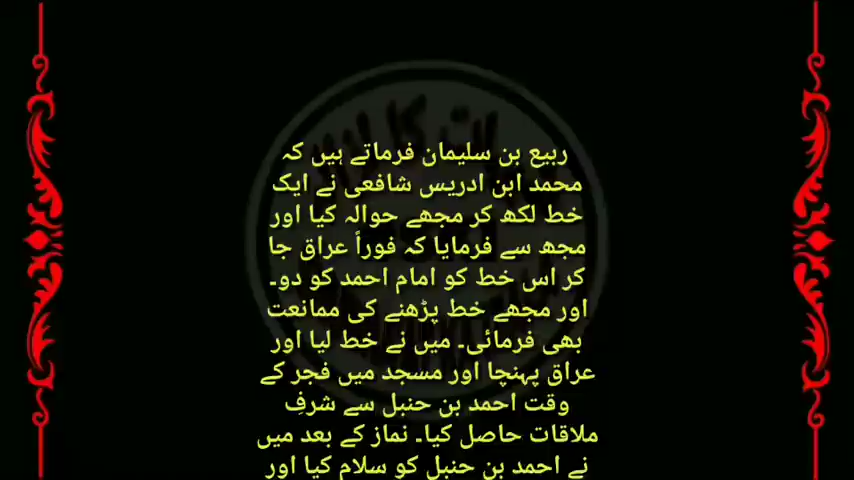 ربیع بن سلیمان فرماتے ہیں کہ
محمد ابن ادریس شافعی نے ایک
خط لکھ کر مجھے حوالہ کیا اور
مجھ سے فرمایا کہ فوراً عراق جا
کر اس خط کو امام احمد کو دو۔
اور مجھے خط پڑھنے کی ممانعت
بھی فرمائی۔ میں نے خط لیا اور
عراق پہنچا اور مسجد میں فجر کے
وقت احمد بن حنبل سے شرفِ
ملاقات حاصل کیا۔ نماز کے بعد میں
نے احمد بن حنبل کو سلام کیا اور